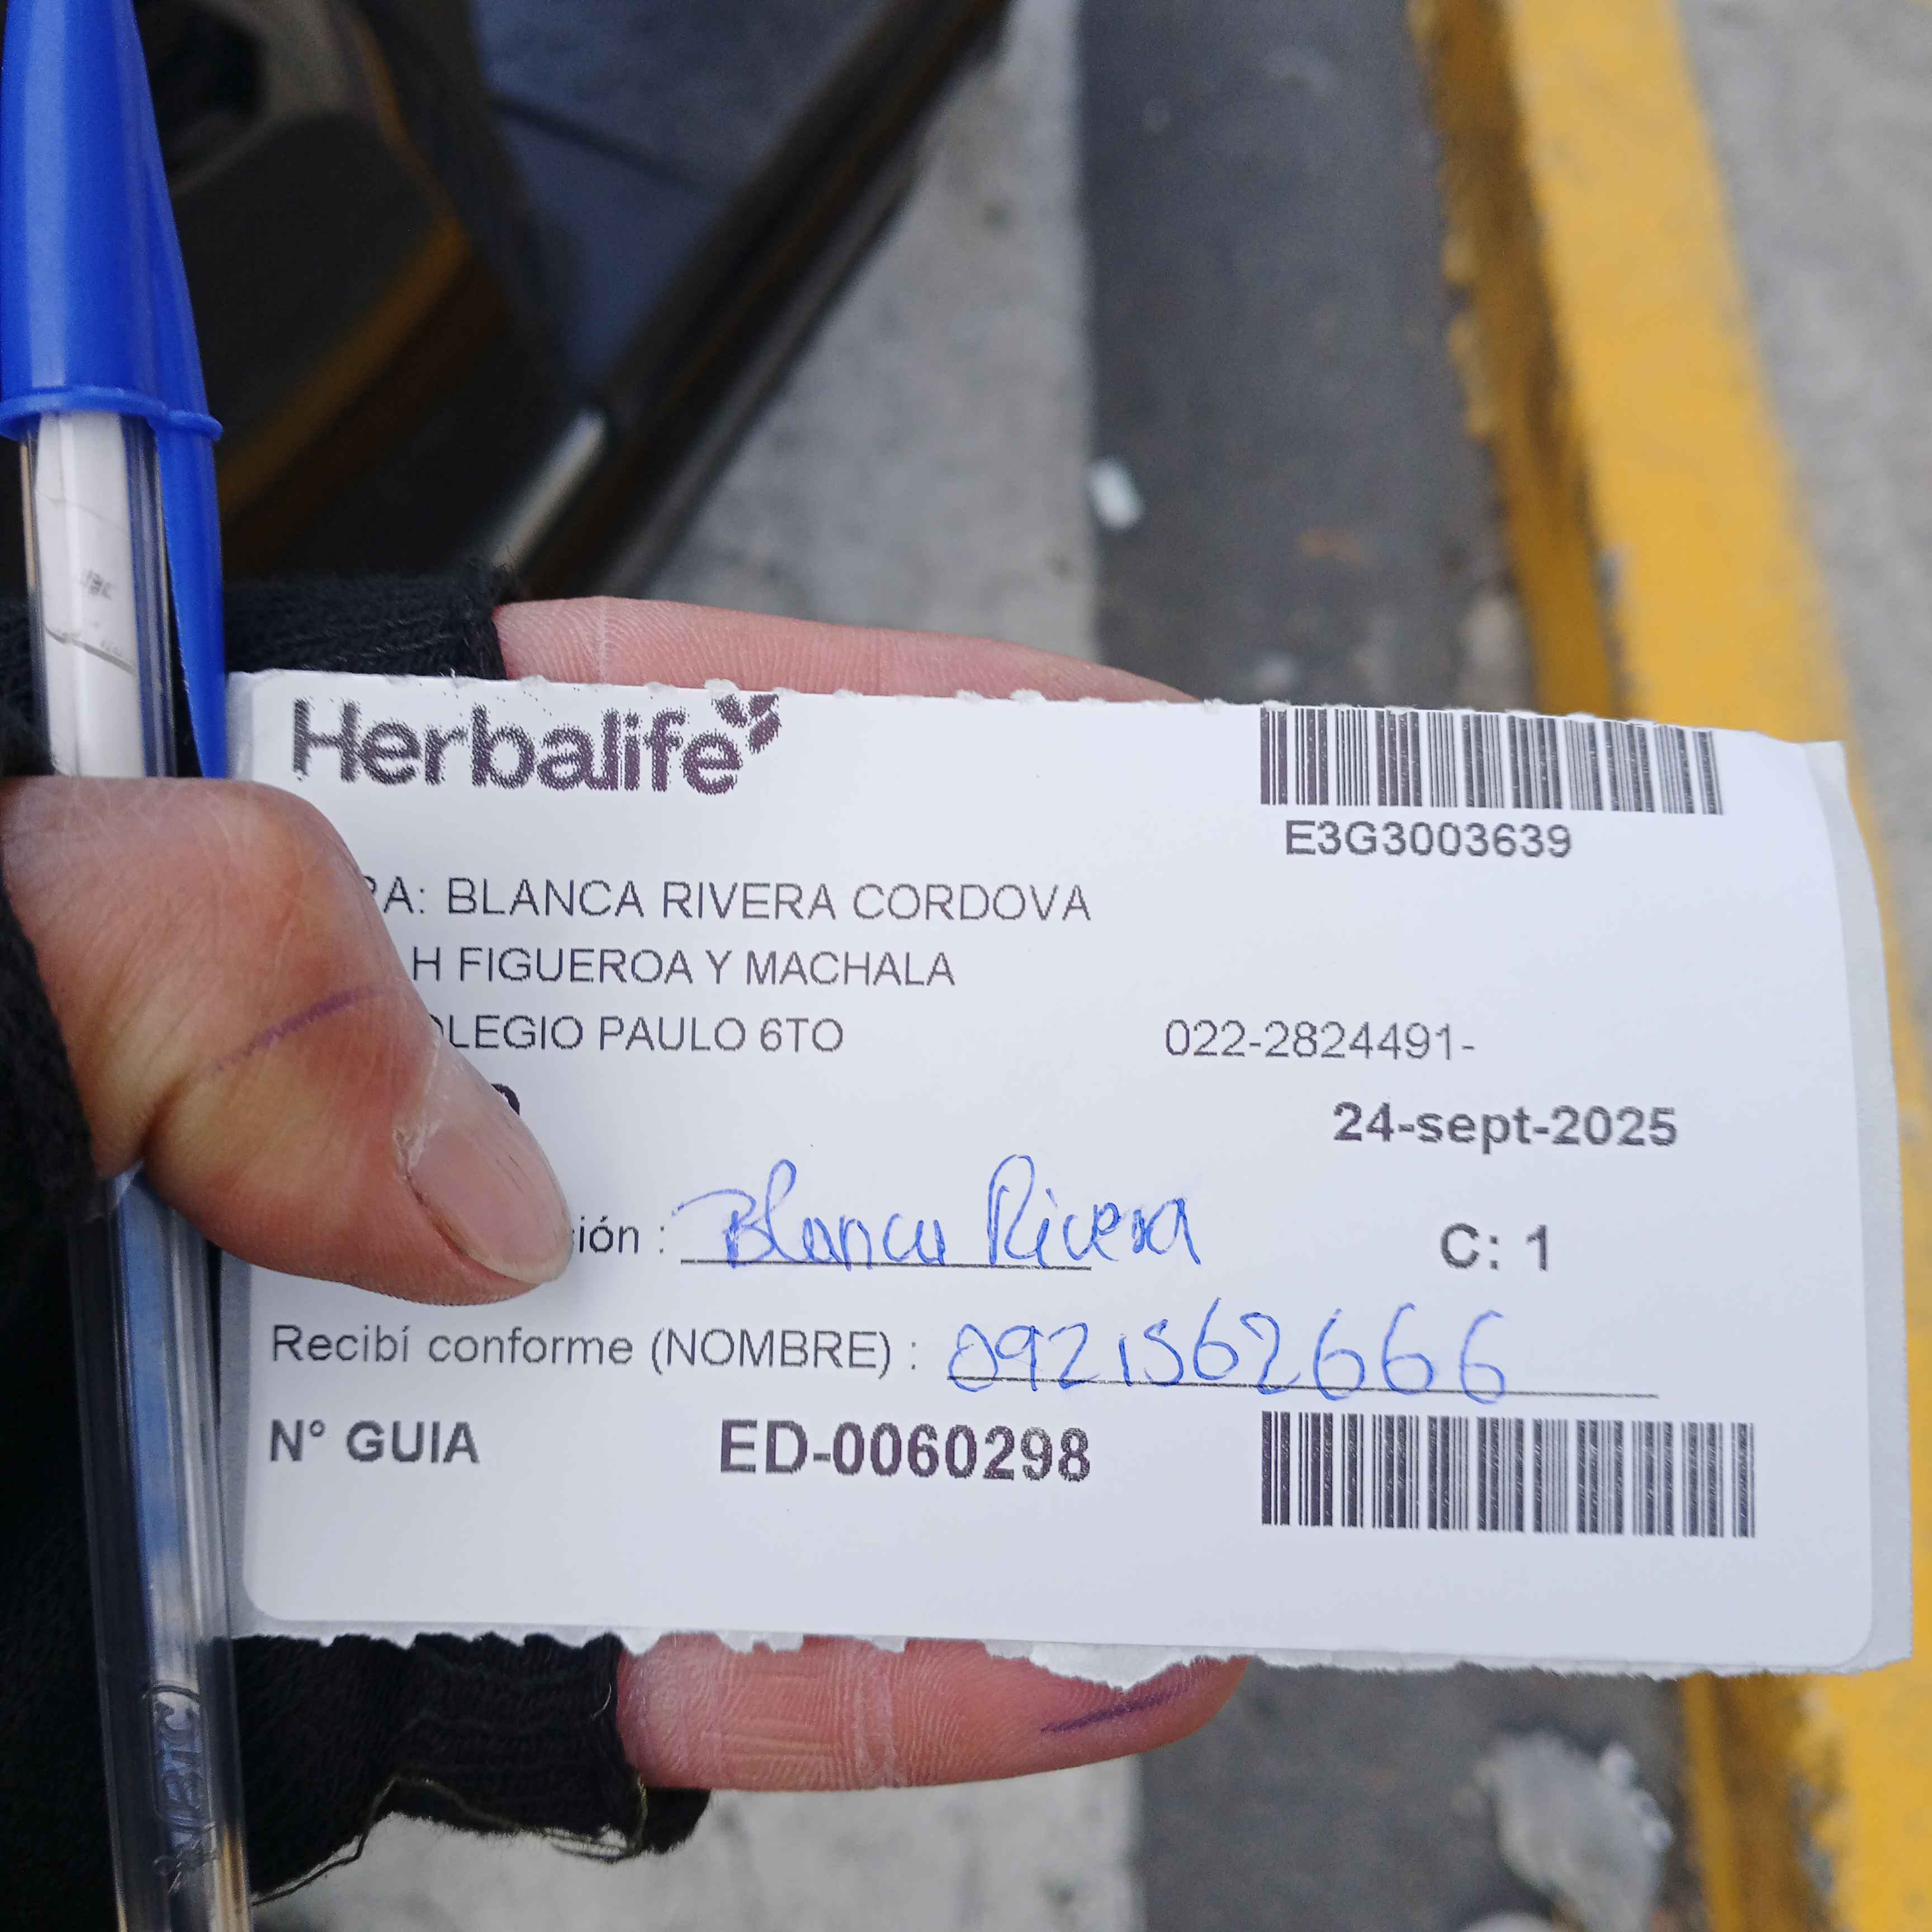 Herbalife
E3G3003639
RA: BLANCA RIVERA CORDOVA
H FIGUEROA Y MACHALA
OLEGIO PAULO 6TO 022-2824491-
24-sept-2025
ión : Blanca Rivera C: 1
Recibí conforme (NOMBRE) : 0921562666
N° GUIA ED-0060298